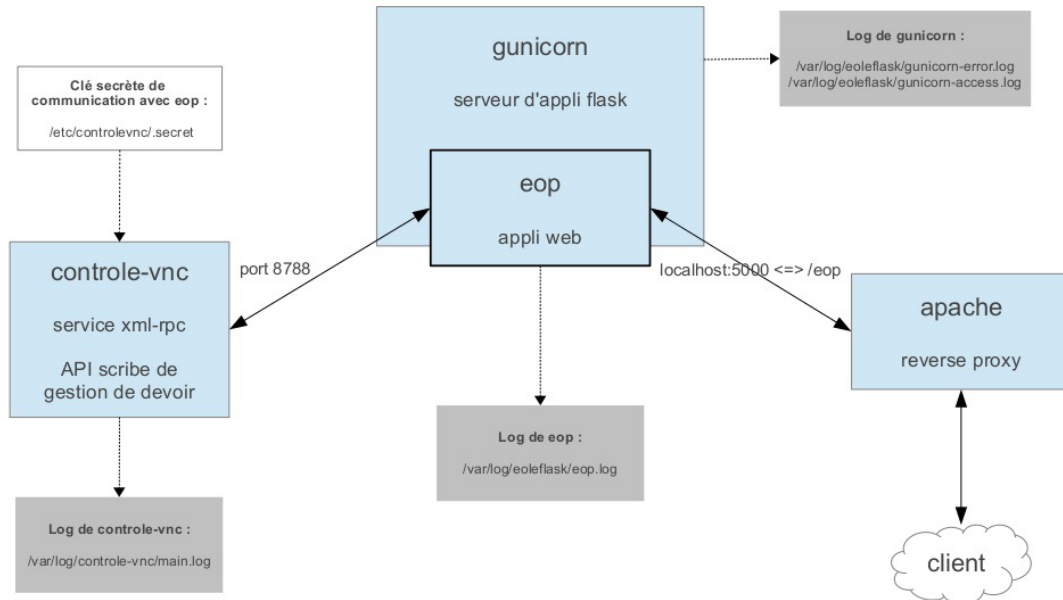 gunicorn
serveur d'appli flask
Log de gunicorn :
/var/log/eoleflask/gunicorn-error.log
/var/log/eoleflask/gunicorn-access.log
Clé secrète de
communication avec eop :
/etc/controlevnc/.secret
eop
appli web
controle-vnc
service xml-rpc
API scribe de
gestion de devoir
port 8788
localhost:5000 <=> /eop
apache
reverse proxy
Log de eop :
/var/log/eoleflask/eop.log
Log de controle-vnc :
/var/log/controle-vnc/main.log
client